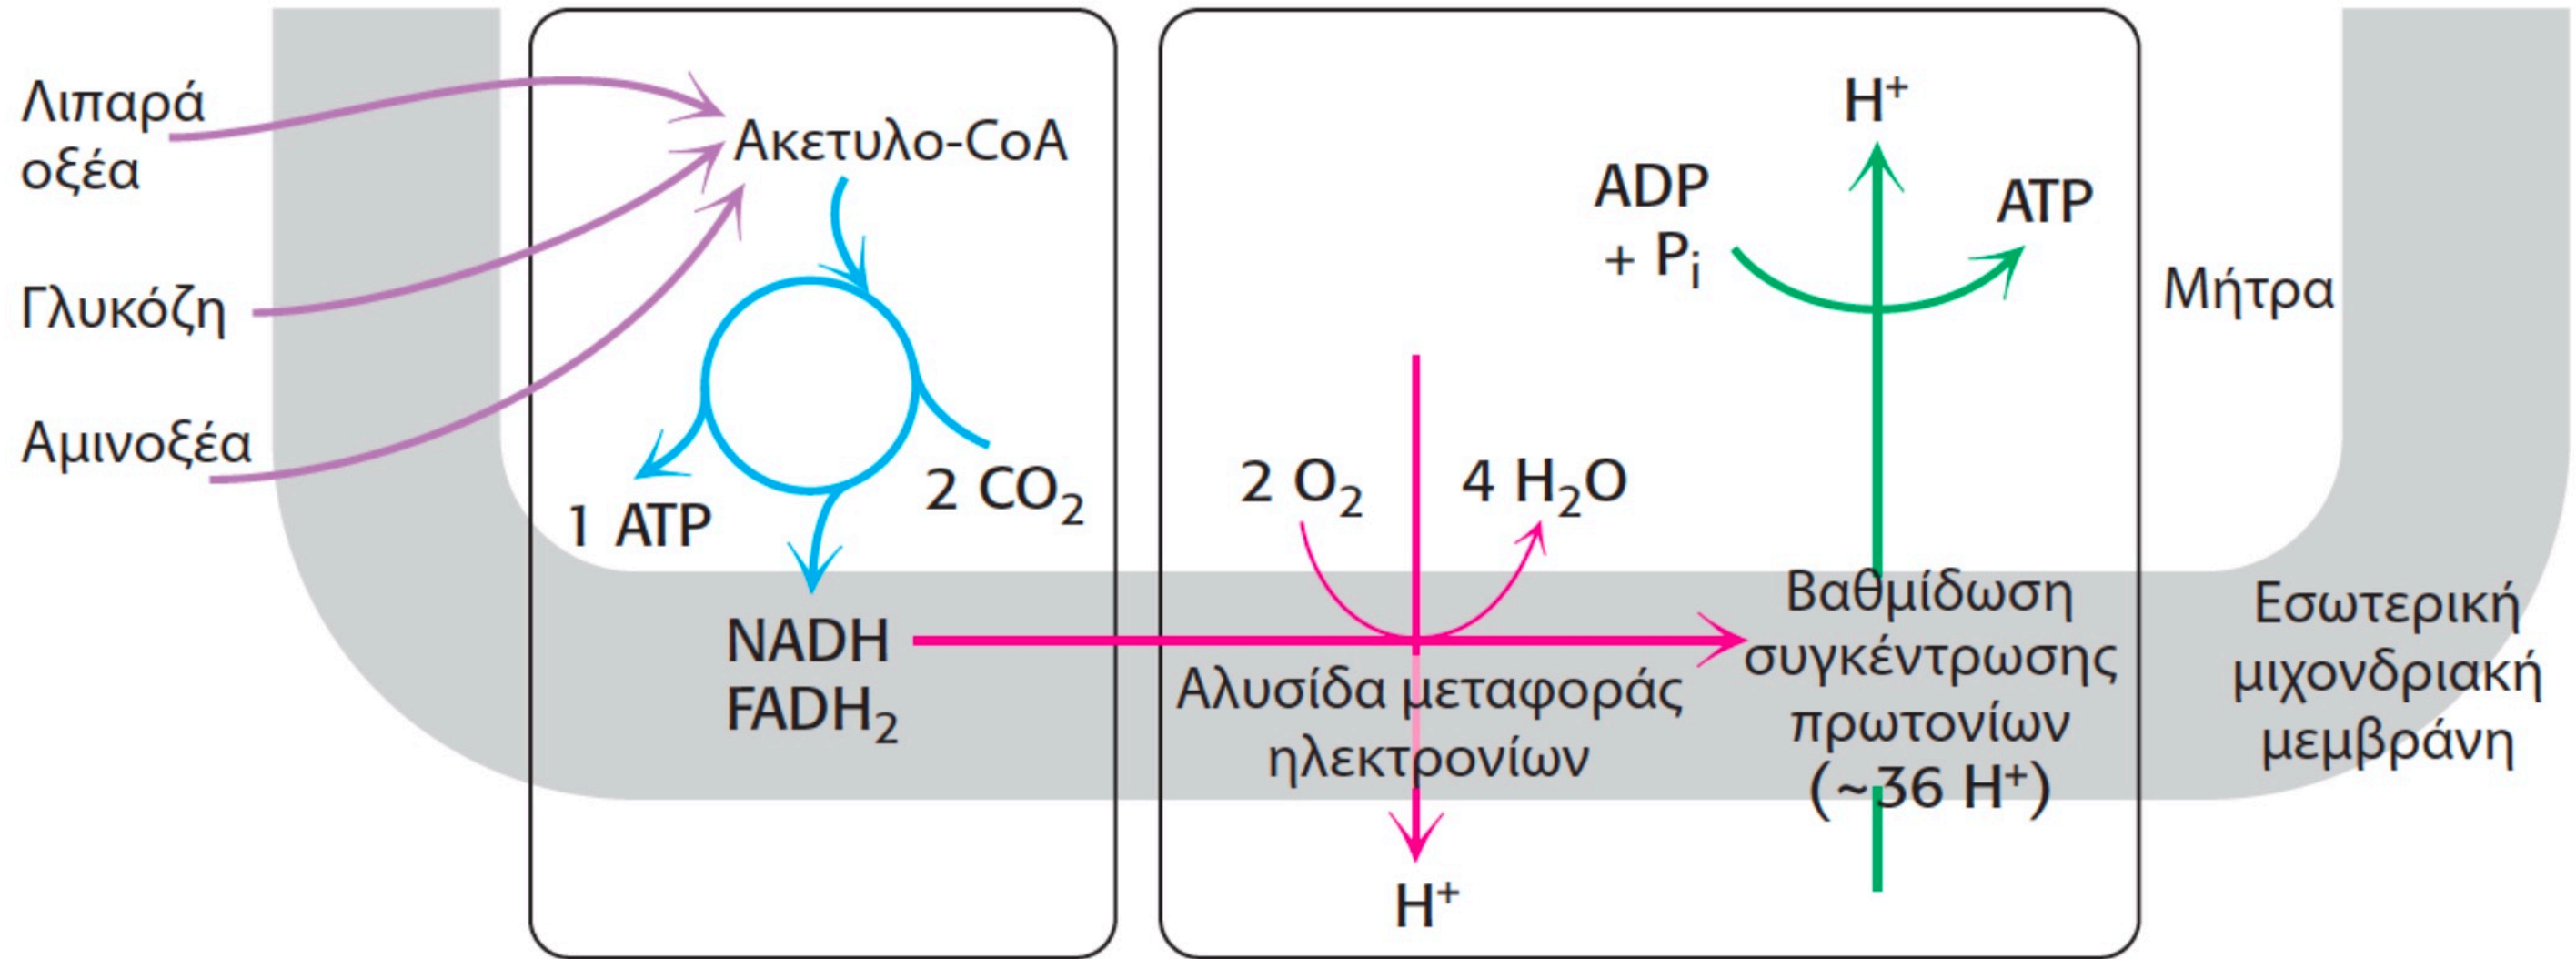 Λιπαρά
οξέα
Γλυκόζη
Αμινοξέα
Ακετυλο-CoA
1 ATP
2 CO₂
NADH
FADH₂
2 O₂
4 H₂O
Αλυσίδα μεταφοράς
ηλεκτρονίων
H⁺
H⁺
ADP
+ Pᵢ
ATP
Βαθμίδωση
συγκέντρωσης
πρωτονίων
(~36 H⁺)
Μήτρα
Εσωτερική
μιχονδριακή
μεμβράνη